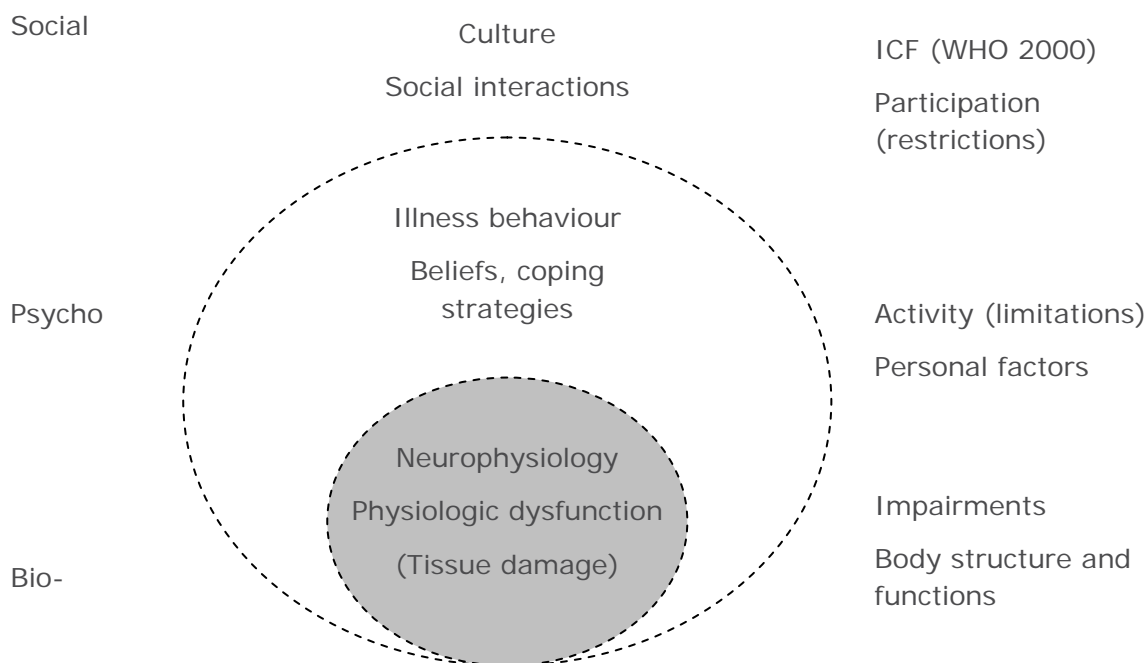 Social
Culture
Social interactions
ICF (WHO 2000)
Participation
(restrictions)
Illness behaviour
Beliefs, coping
strategies
Psycho
Activity (limitations)
Personal factors
Neurophysiology
Physiologic dysfunction
(Tissue damage)
Bio-
Impairments
Body structure and
functions